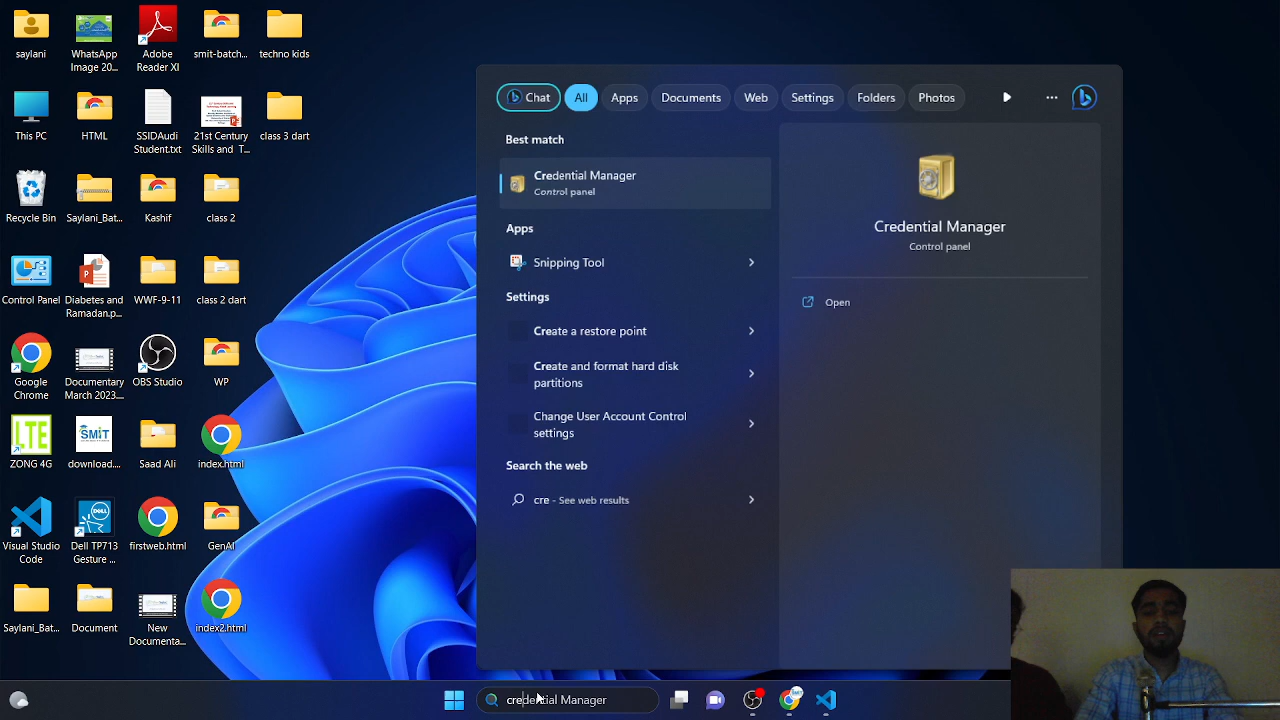 saylani
WhatsApp
Image 20...
Adobe
Reader XI
smit-batch...
techno kids
This PC
HTML
SSIDAudi
Student.txt
21st Century
Skills and T...
class 3 dart
Recycle Bin
Saylani_Bat...
Kashif
class 2
Control Panel
Diabetes and
Ramadan.p...
WWF-9-11
class 2 dart
Google
Chrome
Documentary
March 2023...
OBS Studio
WP
LTE
ZONG 4G
SMIT
download...
Saad Ali
index.html
Visual Studio
Code
DELL
Dell TP713
Gesture ...
firstweb.html
GenAI
Saylani_Bat...
Document
New
Documenta...
index2.html
Chat
All
Apps
Documents
Web
Settings
Folders
Photos
Best match
Credential Manager
Control panel
Apps
Snipping Tool
Settings
Create a restore point
Create and format hard disk
partitions
Change User Account Control
settings
Search the web
cre - See web results
Credential Manager
Control panel
Open
credential Manager